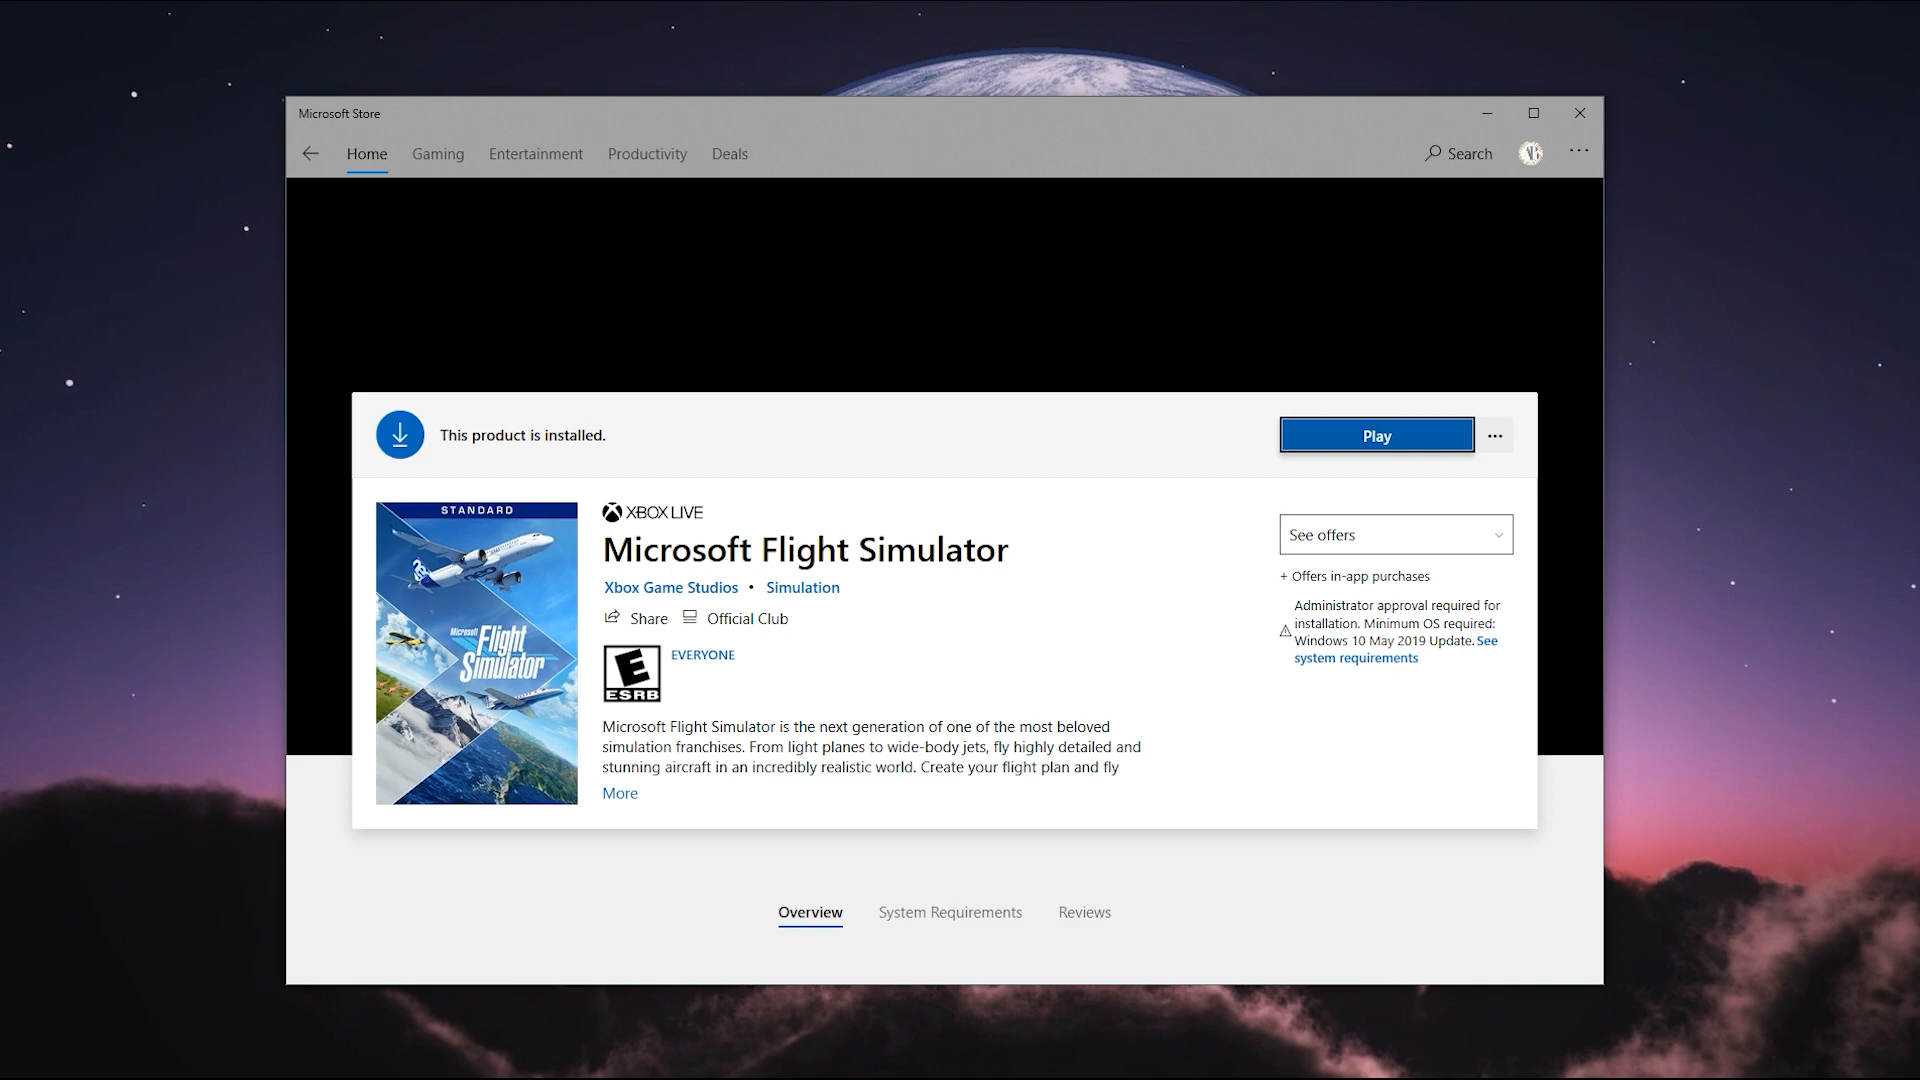 Microsoft Store
Home Gaming Entertainment Productivity Deals Search
This product is installed.
Play
STANDARD
Microsoft
Flight
Simulator
XBOX LIVE
Microsoft Flight Simulator
Xbox Game Studios • Simulation
Share Official Club
E
ESRB
EVERYONE
Microsoft Flight Simulator is the next generation of one of the most beloved
simulation franchises. From light planes to wide-body jets, fly highly detailed and
stunning aircraft in an incredibly realistic world. Create your flight plan and fly
More
See offers
+ Offers in-app purchases
Administrator approval required for
installation. Minimum OS required:
Windows 10 May 2019 Update. See
system requirements
Overview System Requirements Reviews